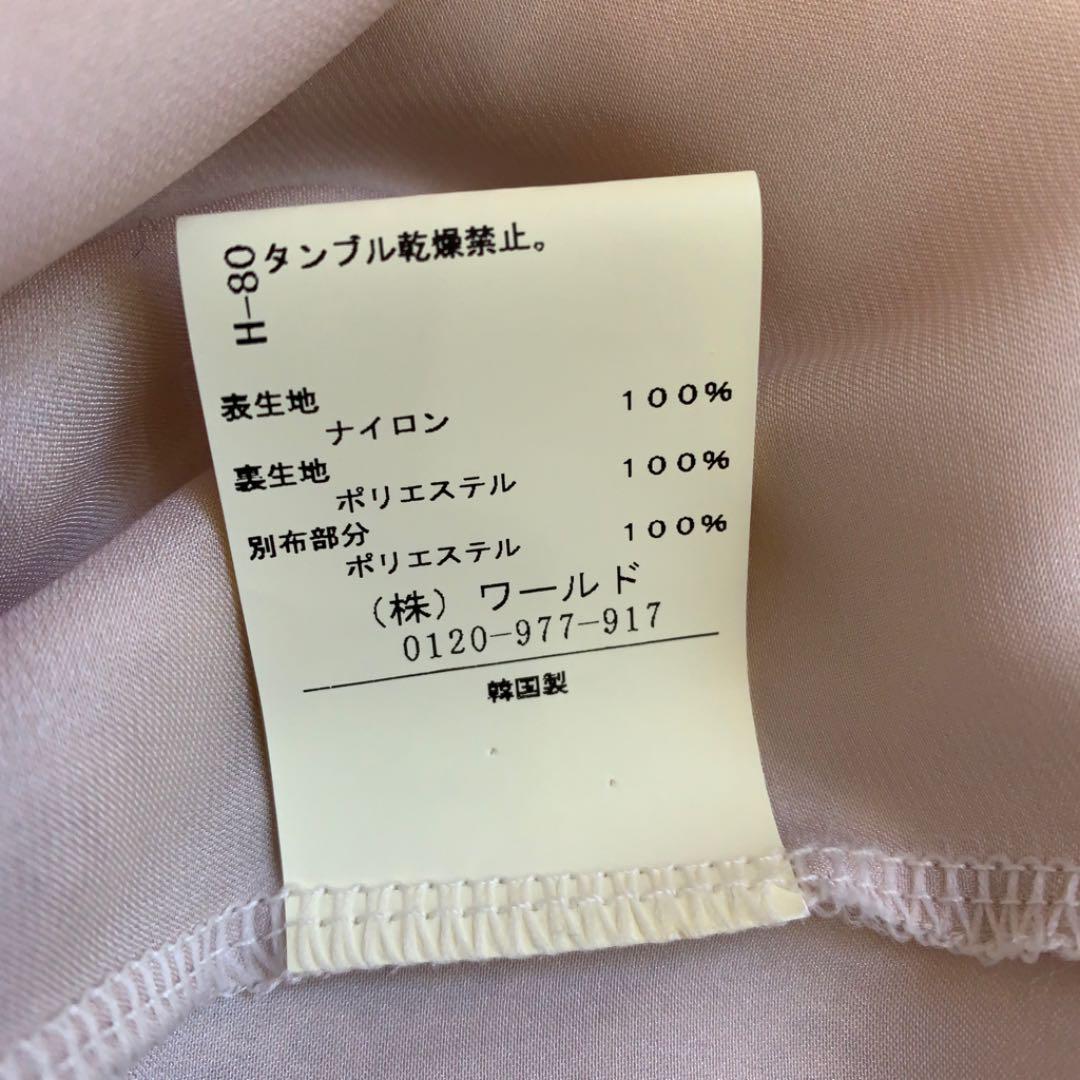 タンブル乾燥禁止。
H-80
表生地 100%
ナイロン
裏生地 100%
ポリエステル
別布部分 100%
ポリエステル
(株) ワールド
0120-977-917
韓国製